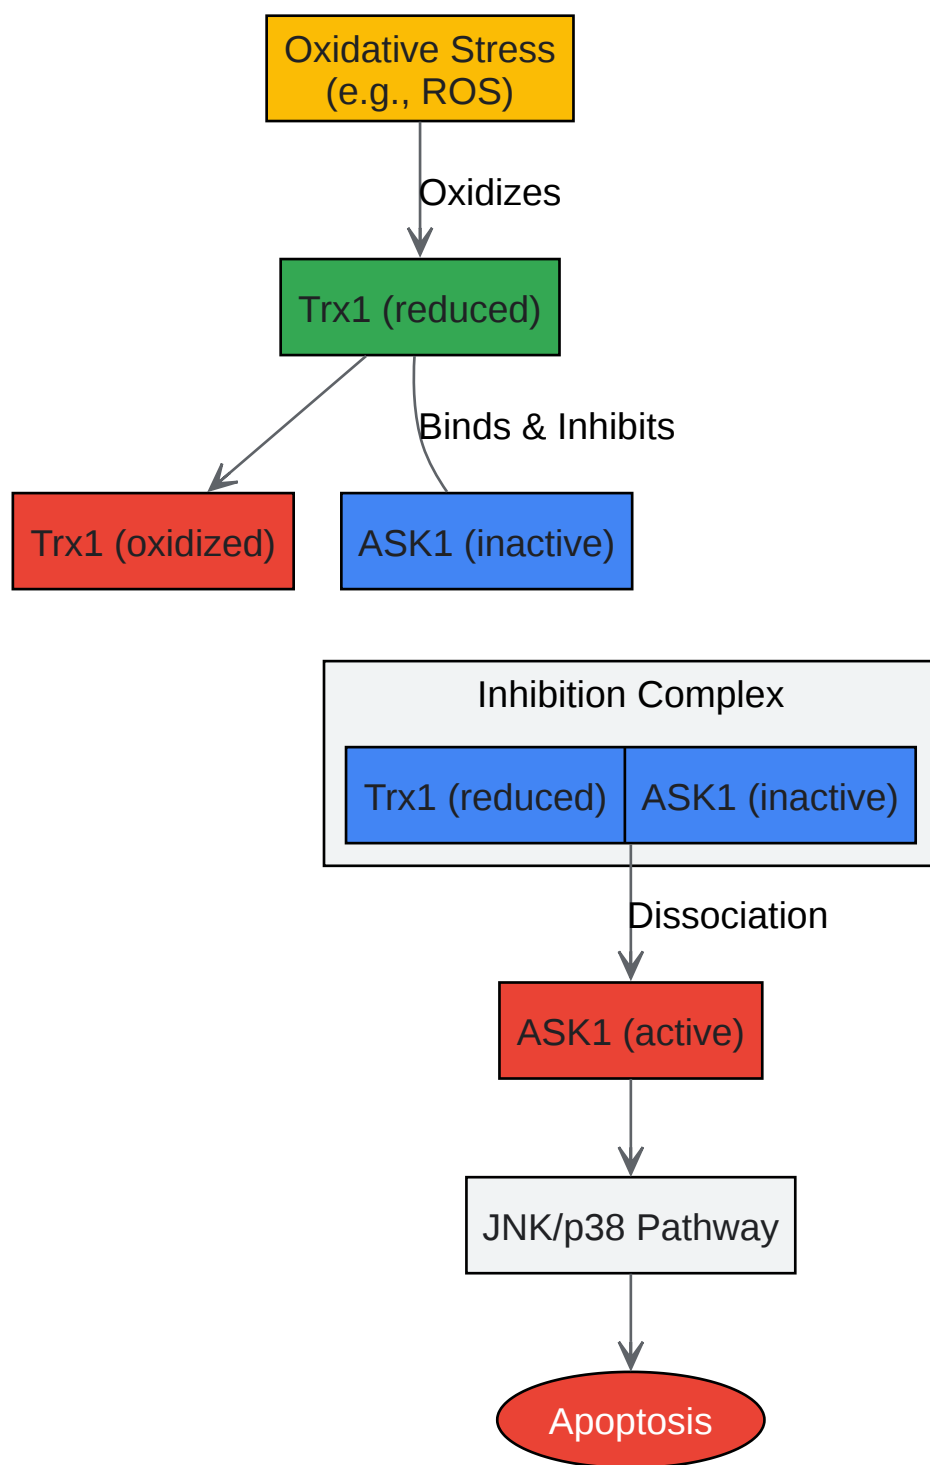 Oxidative Stress
(e.g., ROS)
Oxidizes
Trx1 (reduced)
Binds & Inhibits
Trx1 (oxidized)
ASK1 (inactive)
Inhibition Complex
Trx1 (reduced)
ASK1 (inactive)
Dissociation
ASK1 (active)
JNK/p38 Pathway
Apoptosis